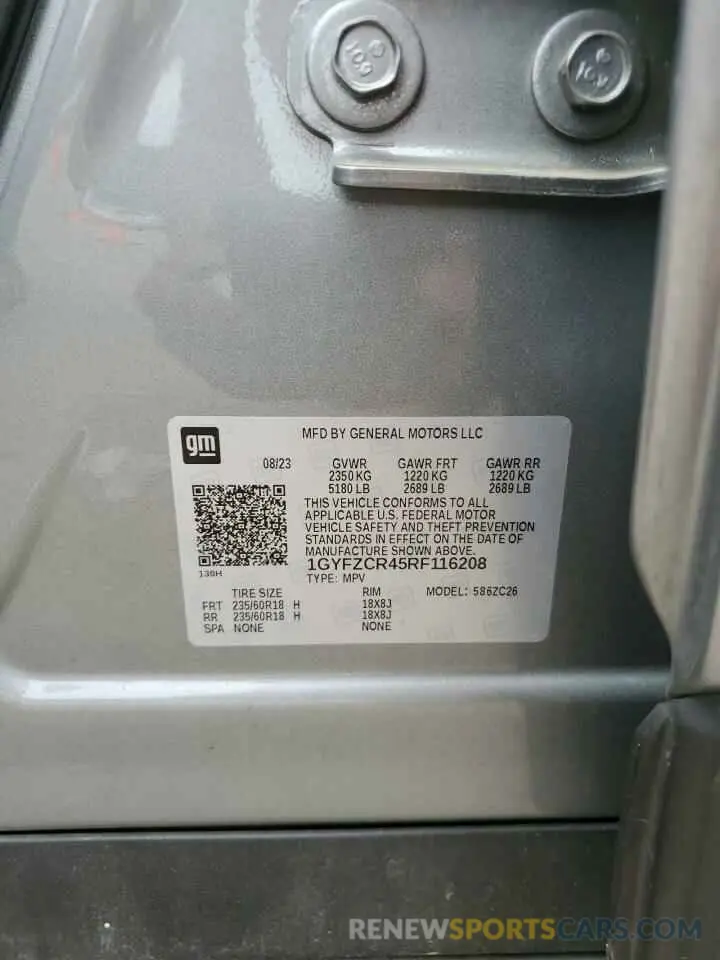 109
109
gm
MFD BY GENERAL MOTORS LLC
08/23 GVWR GAWR FRT GAWR RR
2350 KG 1220 KG 1220 KG
5180 LB 2689 LB 2689 LB
THIS VEHICLE CONFORMS TO ALL
APPLICABLE U.S. FEDERAL MOTOR
VEHICLE SAFETY AND THEFT PREVENTION
STANDARDS IN EFFECT ON THE DATE OF
MANUFACTURE SHOWN ABOVE.
1GYFZCR45RF116208
TYPE: MPV MODEL: 586ZC26
TIRE SIZE RIM
FRT 235/60R18 H 18X8J
RR 235/60R18 H 18X8J
SPA NONE NONE
RENEWSPORTSCARS.COM